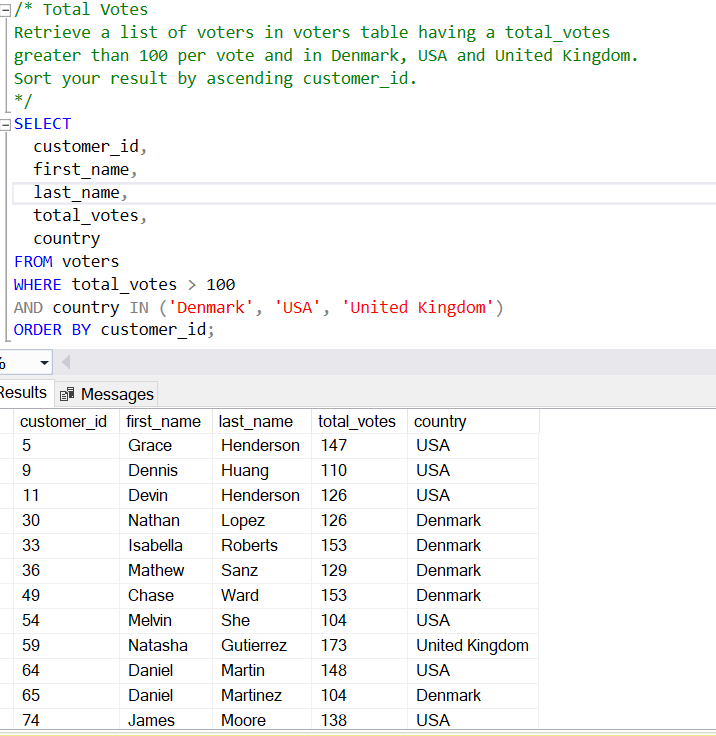 /* Total Votes
Retrieve a list of voters in voters table having a total_votes
greater than 100 per vote and in Denmark, USA and United Kingdom.
Sort your result by ascending customer_id.
*/
SELECT
customer_id,
first_name,
last_name,
total_votes,
country
FROM voters
WHERE total_votes > 100
AND country IN ('Denmark', 'USA', 'United Kingdom')
ORDER BY customer_id;
%
Results Messages
customer_id first_name last_name total_votes country
5 Grace Henderson 147 USA
9 Dennis Huang 110 USA
11 Devin Henderson 126 USA
30 Nathan Lopez 126 Denmark
33 Isabella Roberts 153 Denmark
36 Mathew Sanz 129 Denmark
49 Chase Ward 153 Denmark
54 Melvin She 104 USA
59 Natasha Gutierrez 173 United Kingdom
64 Daniel Martin 148 USA
65 Daniel Martinez 104 Denmark
74 James Moore 138 USA